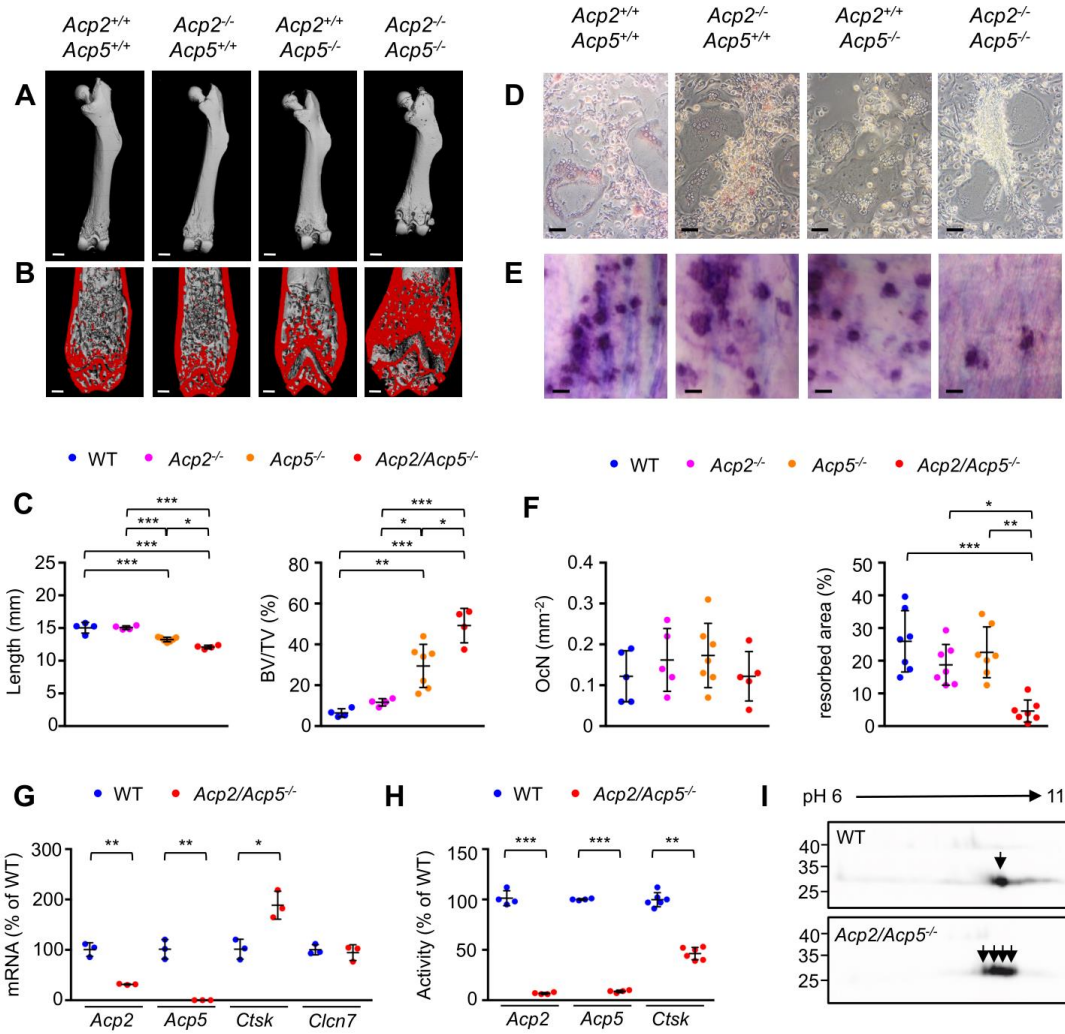 Acp2+/+ Acp2-/- Acp2+/+ Acp2-/-
Acp5+/+ Acp5+/+ Acp5-/- Acp5-/-
A
B
Acp2+/+ Acp2-/- Acp2+/+ Acp2-/-
Acp5+/+ Acp5+/+ Acp5-/- Acp5-/-
D
E
WT Acp2-/- Acp5-/- Acp2/Acp5-/-
C
***
*** *
***
***
Length (mm)
25
20
15
10
5
0
***
* *
***
**
BV/TV (%)
80
60
40
20
0
WT Acp2-/- Acp5-/- Acp2/Acp5-/-
F
OcN (mm-2)
0.4
0.3
0.2
0.1
0
*
**
***
resorbed area (%)
50
40
30
20
10
0
G
WT Acp2/Acp5-/-
** ** *
mRNA (% of WT)
300
200
100
0
Acp2 Acp5 Ctsk Clcn7
H
WT Acp2/Acp5-/-
*** *** **
Activity (% of WT)
150
100
50
0
Acp2 Acp5 Ctsk
I
pH 6 11
WT
40
35
25
Acp2/Acp5-/-
40
35
25